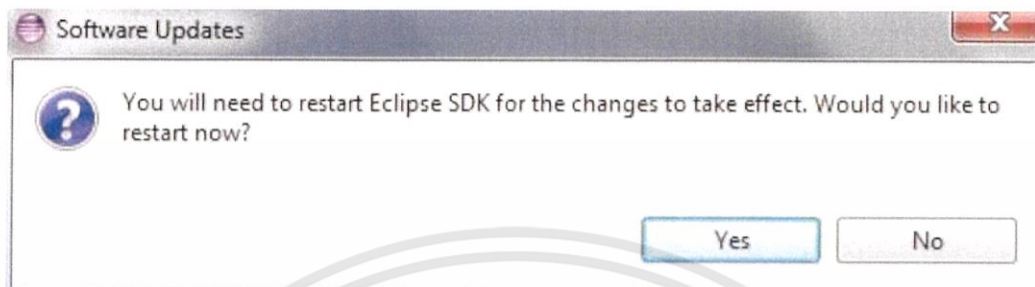 Software Updates
You will need to restart Eclipse SDK for the changes to take effect. Would you like to
restart now?
Yes
No